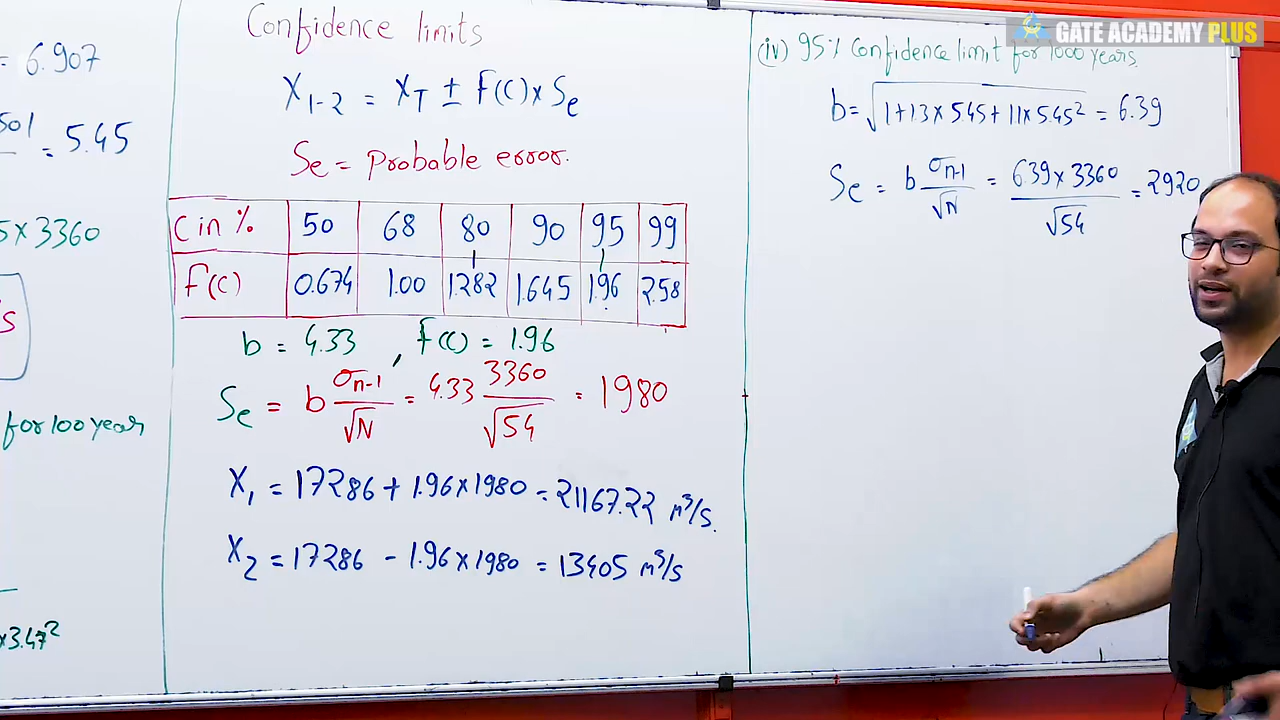 = 6.907
501
= 5.45
5 x 3360
s
for 100 year
x3.47²
Confidence limits
X₁₋₂ = X_T ± f(C) x Se
Se = Probable error.
C in % 50 68 80 90 95 99
f(C) 0.674 1.00 1.282 1.645 1.96 2.58
b = 4.33 , f(c) = 1.96
Se = b σn-1/√N = 4.33 3360/√54 = 1980
X₁ = 17286 + 1.96 x 1980 = 21167.22 m³/s.
X₂ = 17286 - 1.96 x 1980 = 13405 m³/s
GATE ACADEMY PLUS
(iv) 95% Confidence limit for 1000 years.
b = √1+1.3 x 5.45 + 1.1 x 5.45² = 6.39
Se = b σn-1/√N = 6.39 x 3360/√54 = 2920